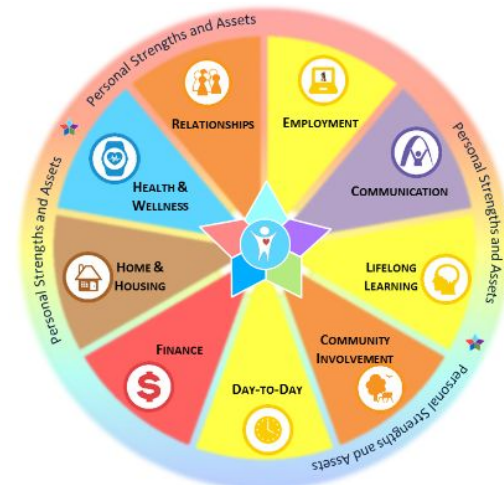 Personal Strengths and Assets
RELATIONSHIPS
EMPLOYMENT
COMMUNICATION
Personal Strengths and Assets
LIFELONG
LEARNING
COMMUNITY
INVOLVEMENT
Personal Strengths and Assets
DAY-TO-DAY
FINANCE
$
HOME &
HOUSING
HEALTH &
WELLNESS
Personal Strengths and Assets